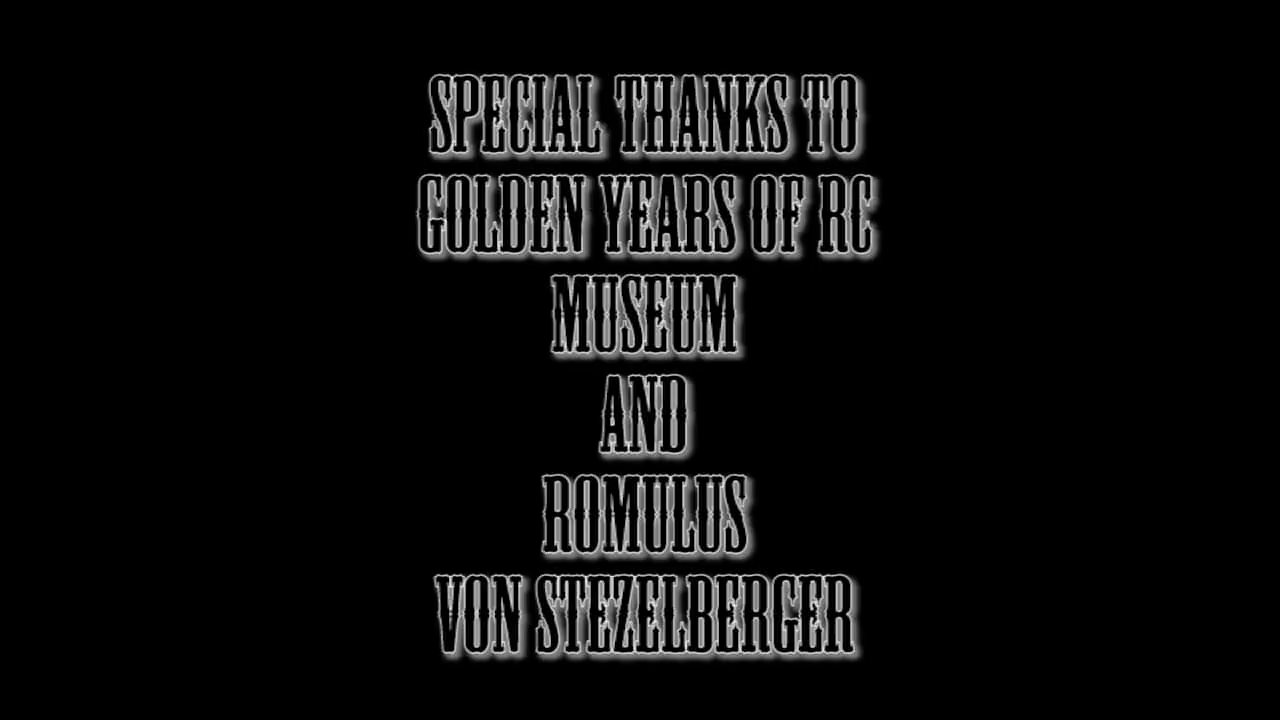 SPECIAL THANKS TO
GOLDEN YEARS OF RC
MUSEUM
AND
ROMULUS
VON STEZELBERGER